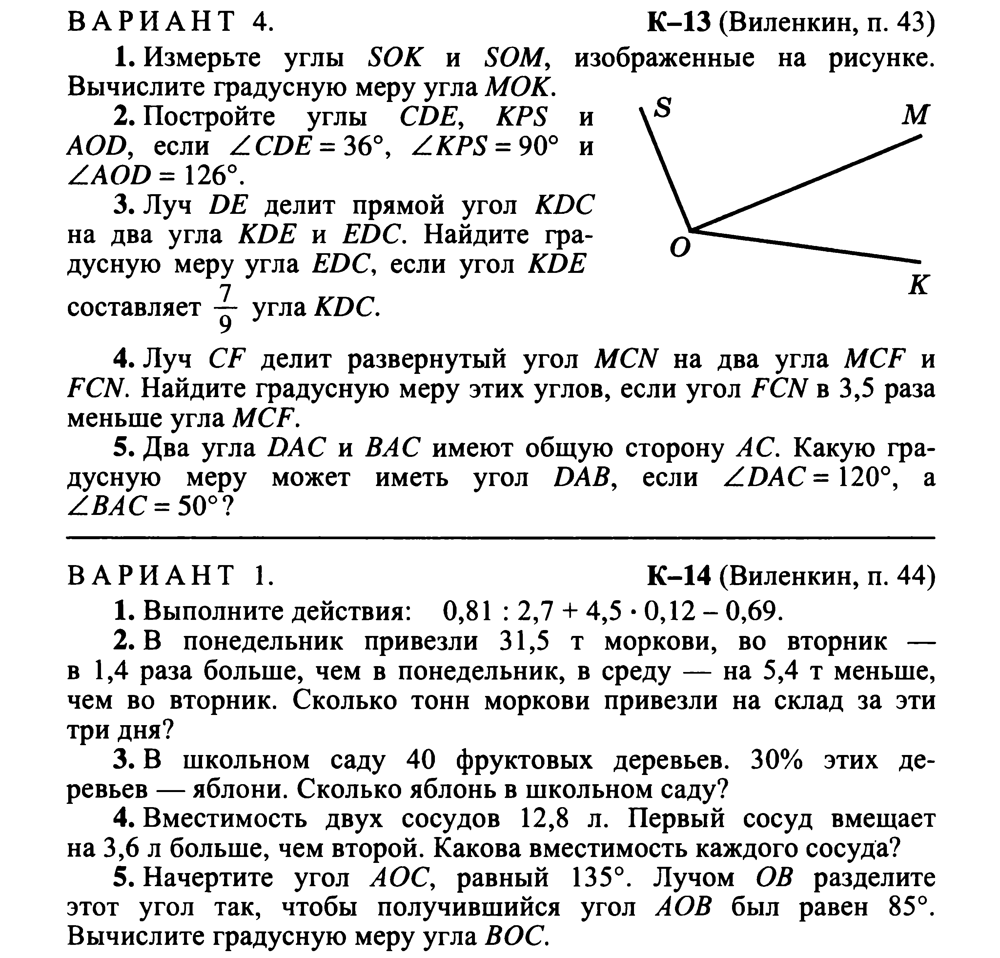 ВАРИАНТ 4. К–13 (Виленкин, п. 43)
1. Измерьте углы SOK и SOM, изображенные на рисунке.
Вычислите градусную меру угла MOK.
2. Постройте углы CDE, KPS и
AOD, если ∠CDE = 36°, ∠KPS = 90° и
∠AOD = 126°.
3. Луч DE делит прямой угол KDC
на два угла KDE и EDC. Найдите гра-
дусную меру угла EDC, если угол KDE
составляет 7/9 угла KDC.
S
M
O
K
4. Луч CF делит развернутый угол MCN на два угла MCF и
FCN. Найдите градусную меру этих углов, если угол FCN в 3,5 раза
меньше угла MCF.
5. Два угла DAC и BAC имеют общую сторону AC. Какую гра-
дусную меру может иметь угол DAB, если ∠DAC = 120°, а
∠BAC = 50°?
ВАРИАНТ 1. К–14 (Виленкин, п. 44)
1. Выполните действия: 0,81 : 2,7 + 4,5 · 0,12 – 0,69.
2. В понедельник привезли 31,5 т моркови, во вторник —
в 1,4 раза больше, чем в понедельник, в среду — на 5,4 т меньше,
чем во вторник. Сколько тонн моркови привезли на склад за эти
три дня?
3. В школьном саду 40 фруктовых деревьев. 30% этих де-
ревьев — яблони. Сколько яблонь в школьном саду?
4. Вместимость двух сосудов 12,8 л. Первый сосуд вмещает
на 3,6 л больше, чем второй. Какова вместимость каждого сосуда?
5. Начертите угол AOC, равный 135°. Лучом OB разделите
этот угол так, чтобы получившийся угол AOB был равен 85°.
Вычислите градусную меру угла BOC.